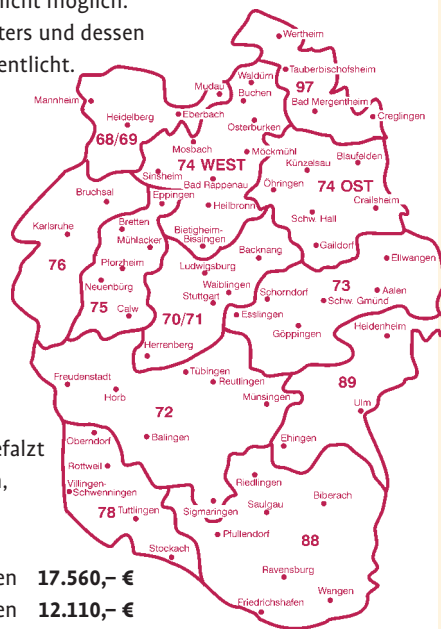 licht möglich.
ters und dessen
entlicht.
Wertheim
Tauberbischofsheim
97
Bad Mergentheim
Creglingen
Waldürn
Mudau
Buchen
Mannheim
Eberbach
Heidelberg
68/69
Osterburken
Mosbach
Möckmühl
Blaufelden
74 WEST
Künzelsau
Sinsheim
Bad Rappenau
Öhringen
74 OST
Bruchsal
Eppingen
Heilbronn
Crailsheim
Schw. Hall
Karlsruhe
Bretten
Bietigheim-
Bissingen
Mühlacker
Gaildorf
Backnang
Ellwangen
76
Pforzheim
Ludwigsburg
73
Neuenbürg
Waiblingen
Aalen
Stuttgart
Schorndorf
Schw. Gmünd
75
Calw
70/71
Esslingen
Göppingen
Heidenheim
Herrenberg
Tübingen
89
Freudenstadt
Reutlingen
Horb
Münsingen
72
Ulm
Oberndorf
Balingen
Ehingen
efalzt
Rottweil
Riedlingen
Villingen-
Schwenningen
n,
Biberach
Saulgau
78
Tuttlingen
Sigmaringen
Pfullendorf
88
Stockach
Ravensburg
en 17.560,– €
Wangen
Friedrichshafen
en 12.110,– €